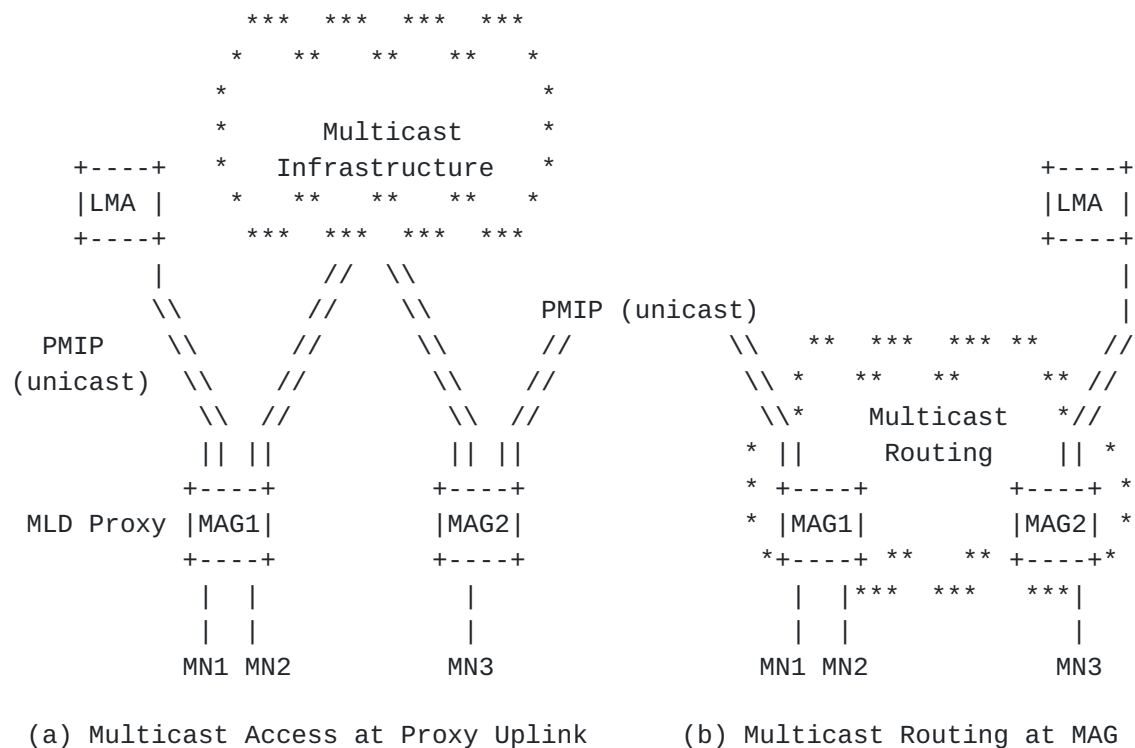 *** *** *** ***
* ** ** ** *
* *
* Multicast *
+----+ * Infrastructure * +----+
|LMA | * ** ** ** * |LMA |
+----+ *** *** *** *** +----+
| // \\ |
\\ // \\ PMIP (unicast) |
PMIP \\ // \\ // \\ ** *** *** ** //
(unicast) \\ // \\ // \\ * ** ** ** //
\\ // \\ // \\* Multicast *//
|| || || || * || Routing || *
+----+ +----+ * +----+ +----+ *
MLD Proxy |MAG1| |MAG2| * |MAG1| |MAG2| *
+----+ +----+ *+----+ ** ** +----+*
| | | | |*** *** ***|
| | | | | |
MN1 MN2 MN3 MN1 MN2 MN3
(a) Multicast Access at Proxy Uplink (b) Multicast Routing at MAG